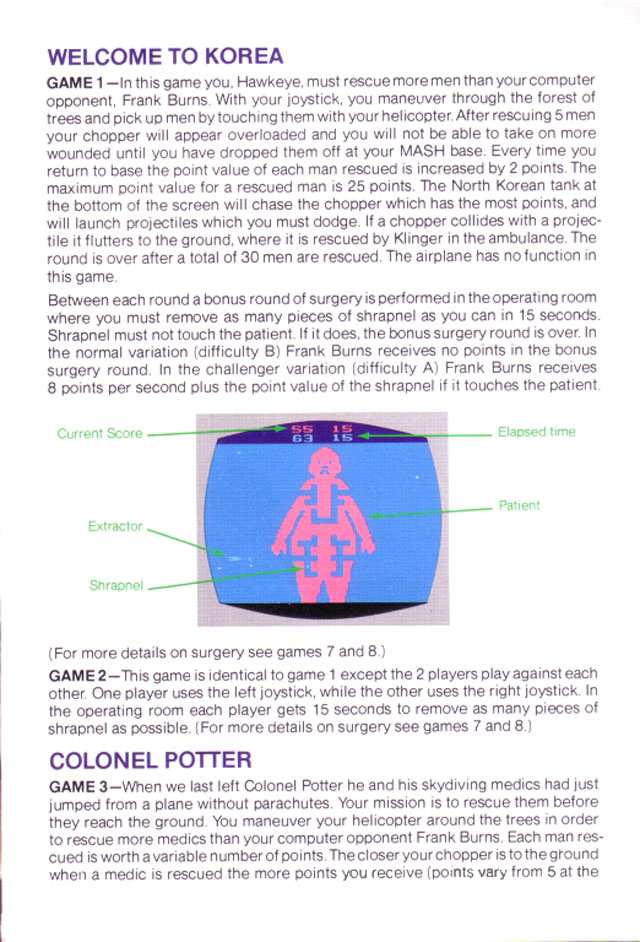 WELCOME TO KOREA
GAME 1—In this game you, Hawkeye, must rescue more men than your computer
opponent, Frank Burns. With your joystick, you maneuver through the forest of
trees and pick up men by touching them with your helicopter. After rescuing 5 men
your chopper will appear overloaded and you will not be able to take on more
wounded until you have dropped them off at your MASH base. Every time you
return to base the point value of each man rescued is increased by 2 points. The
maximum point value for a rescued man is 25 points. The North Korean tank at
the bottom of the screen will chase the chopper which has the most points, and
will launch projectiles which you must dodge. If a chopper collides with a projec-
tile it flutters to the ground, where it is rescued by Klinger in the ambulance. The
round is over after a total of 30 men are rescued. The airplane has no function in
this game.
Between each round a bonus round of surgery is performed in the operating room
where you must remove as many pieces of shrapnel as you can in 15 seconds.
Shrapnel must not touch the patient. If it does, the bonus surgery round is over. In
the normal variation (difficulty B) Frank Burns receives no points in the bonus
surgery round. In the challenger variation (difficulty A) Frank Burns receives
8 points per second plus the point value of the shrapnel if it touches the patient.
Current Score
55 15
63 15
Elapsed time
Patient
Extractor
Shrapnel
(For more details on surgery see games 7 and 8.)
GAME 2—This game is identical to game 1 except the 2 players play against each
other. One player uses the left joystick, while the other uses the right joystick. In
the operating room each player gets 15 seconds to remove as many pieces of
shrapnel as possible. (For more details on surgery see games 7 and 8.)
COLONEL POTTER
GAME 3—When we last left Colonel Potter he and his skydiving medics had just
jumped from a plane without parachutes. Your mission is to rescue them before
they reach the ground. You maneuver your helicopter around the trees in order
to rescue more medics than your computer opponent Frank Burns. Each man res-
cued is worth a variable number of points. The closer your chopper is to the ground
when a medic is rescued the more points you receive (points vary from 5 at the